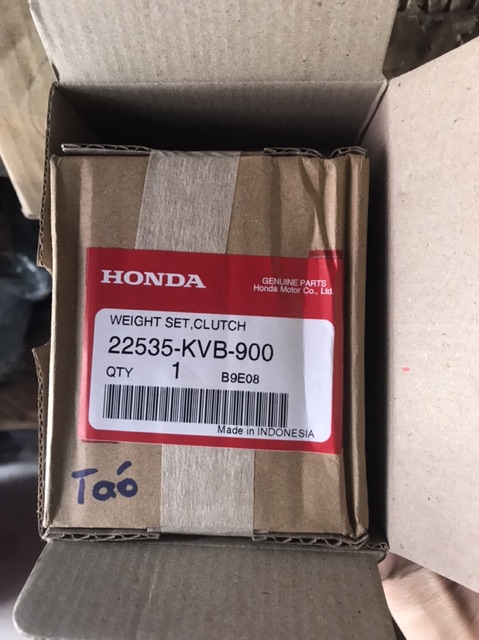 HONDA
GENUINE PARTS
Honda Motor Co., Ltd.
WEIGHT SET,CLUTCH
22535-KVB-900
QTY 1 B9E08
Made in INDONESIA
Taó